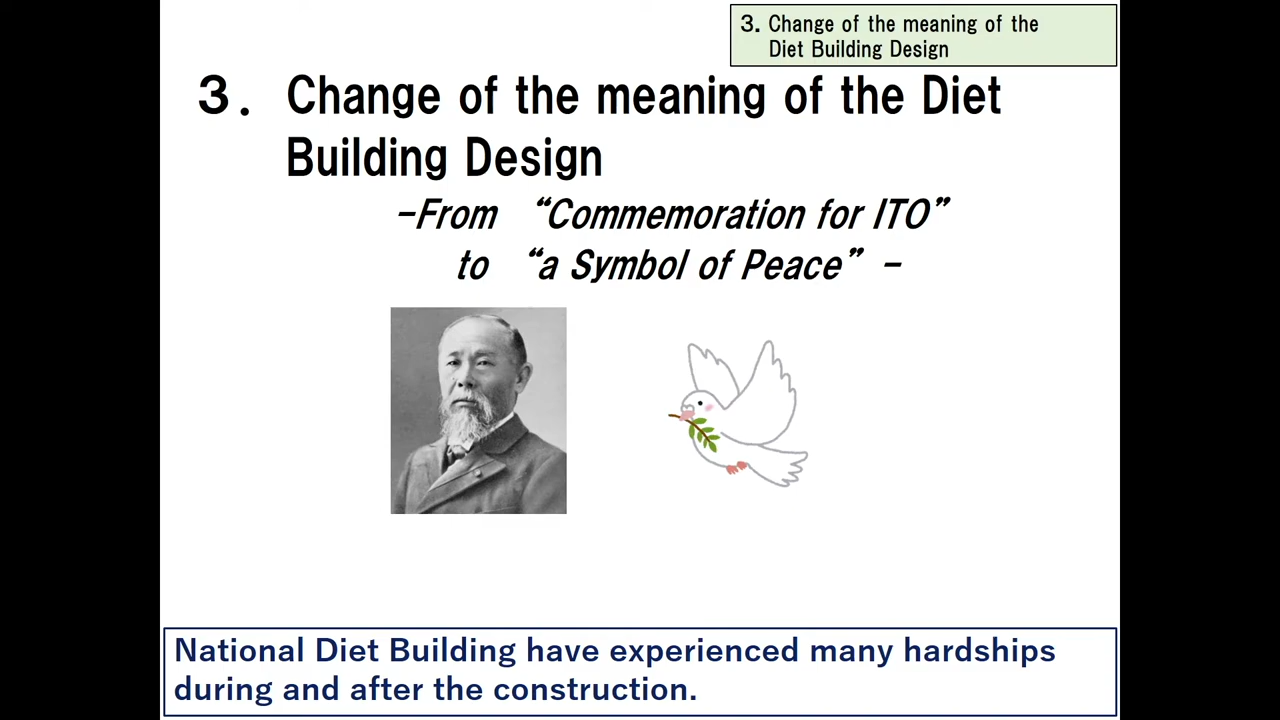 3. Change of the meaning of the
Diet Building Design
3. Change of the meaning of the Diet
Building Design
-From “Commemoration for ITO”
to “a Symbol of Peace” -
National Diet Building have experienced many hardships
during and after the construction.